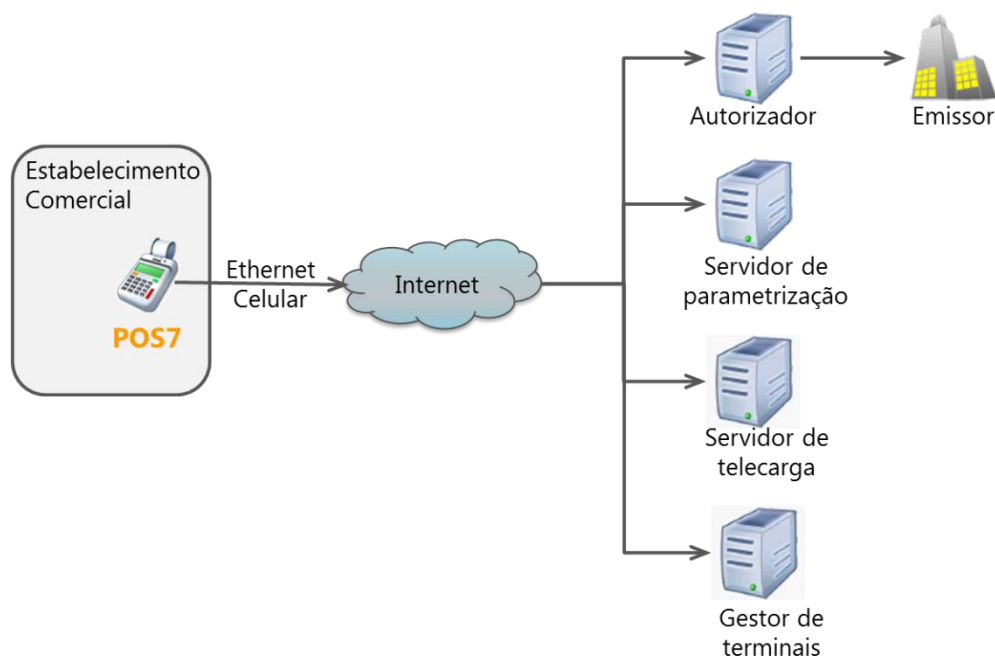 Estabelecimento
Comercial
POS7
Ethernet
Celular
Internet
Autorizador
Emissor
Servidor de
parametrização
Servidor de
telecarga
Gestor de
terminais